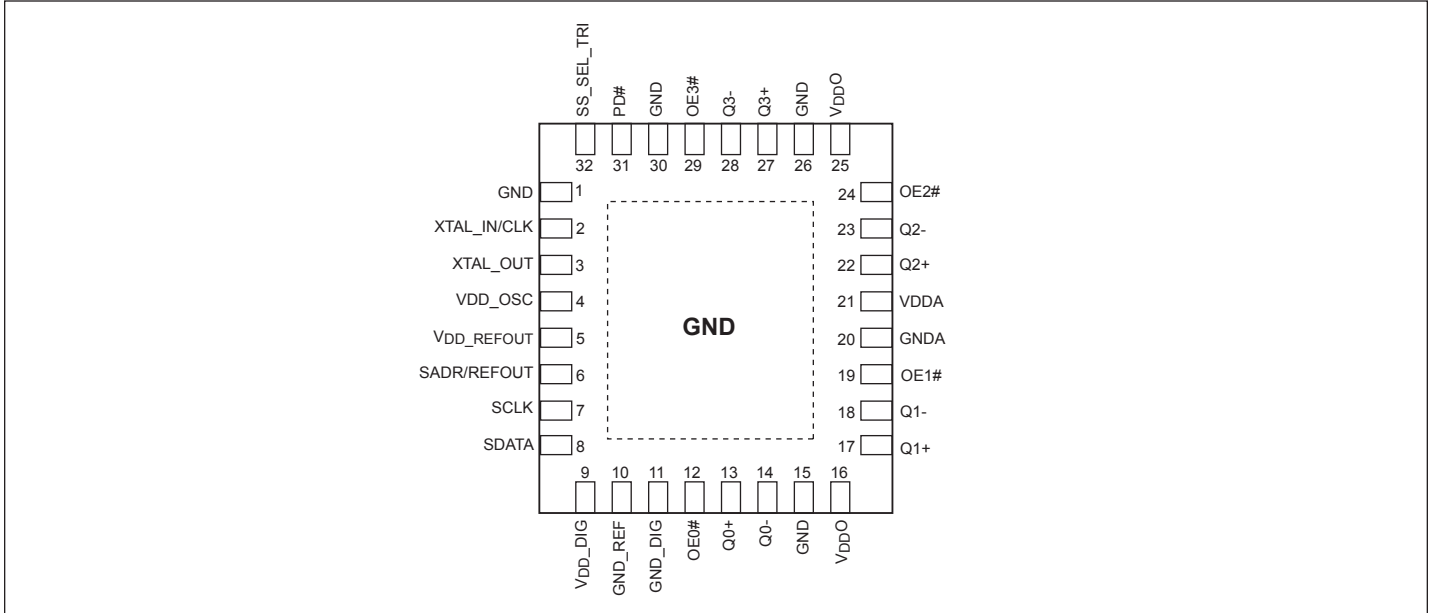 SS_SEL_TRI
PD#
GND
OE3#
Q3-
Q3+
GND
VDDO
32 31 30 29 28 27 26 25
GND 1
XTAL_IN/CLK 2
XTAL_OUT 3
VDD_OSC 4
VDD_REFOUT 5
SADR/REFOUT 6
SCLK 7
SDATA 8
GND
24 OE2#
23 Q2-
22 Q2+
21 VDDA
20 GNDA
19 OE1#
18 Q1-
17 Q1+
9 10 11 12 13 14 15 16
VDD_DIG
GND_REF
GND_DIG
OE0#
Q0+
Q0-
GND
VDDO